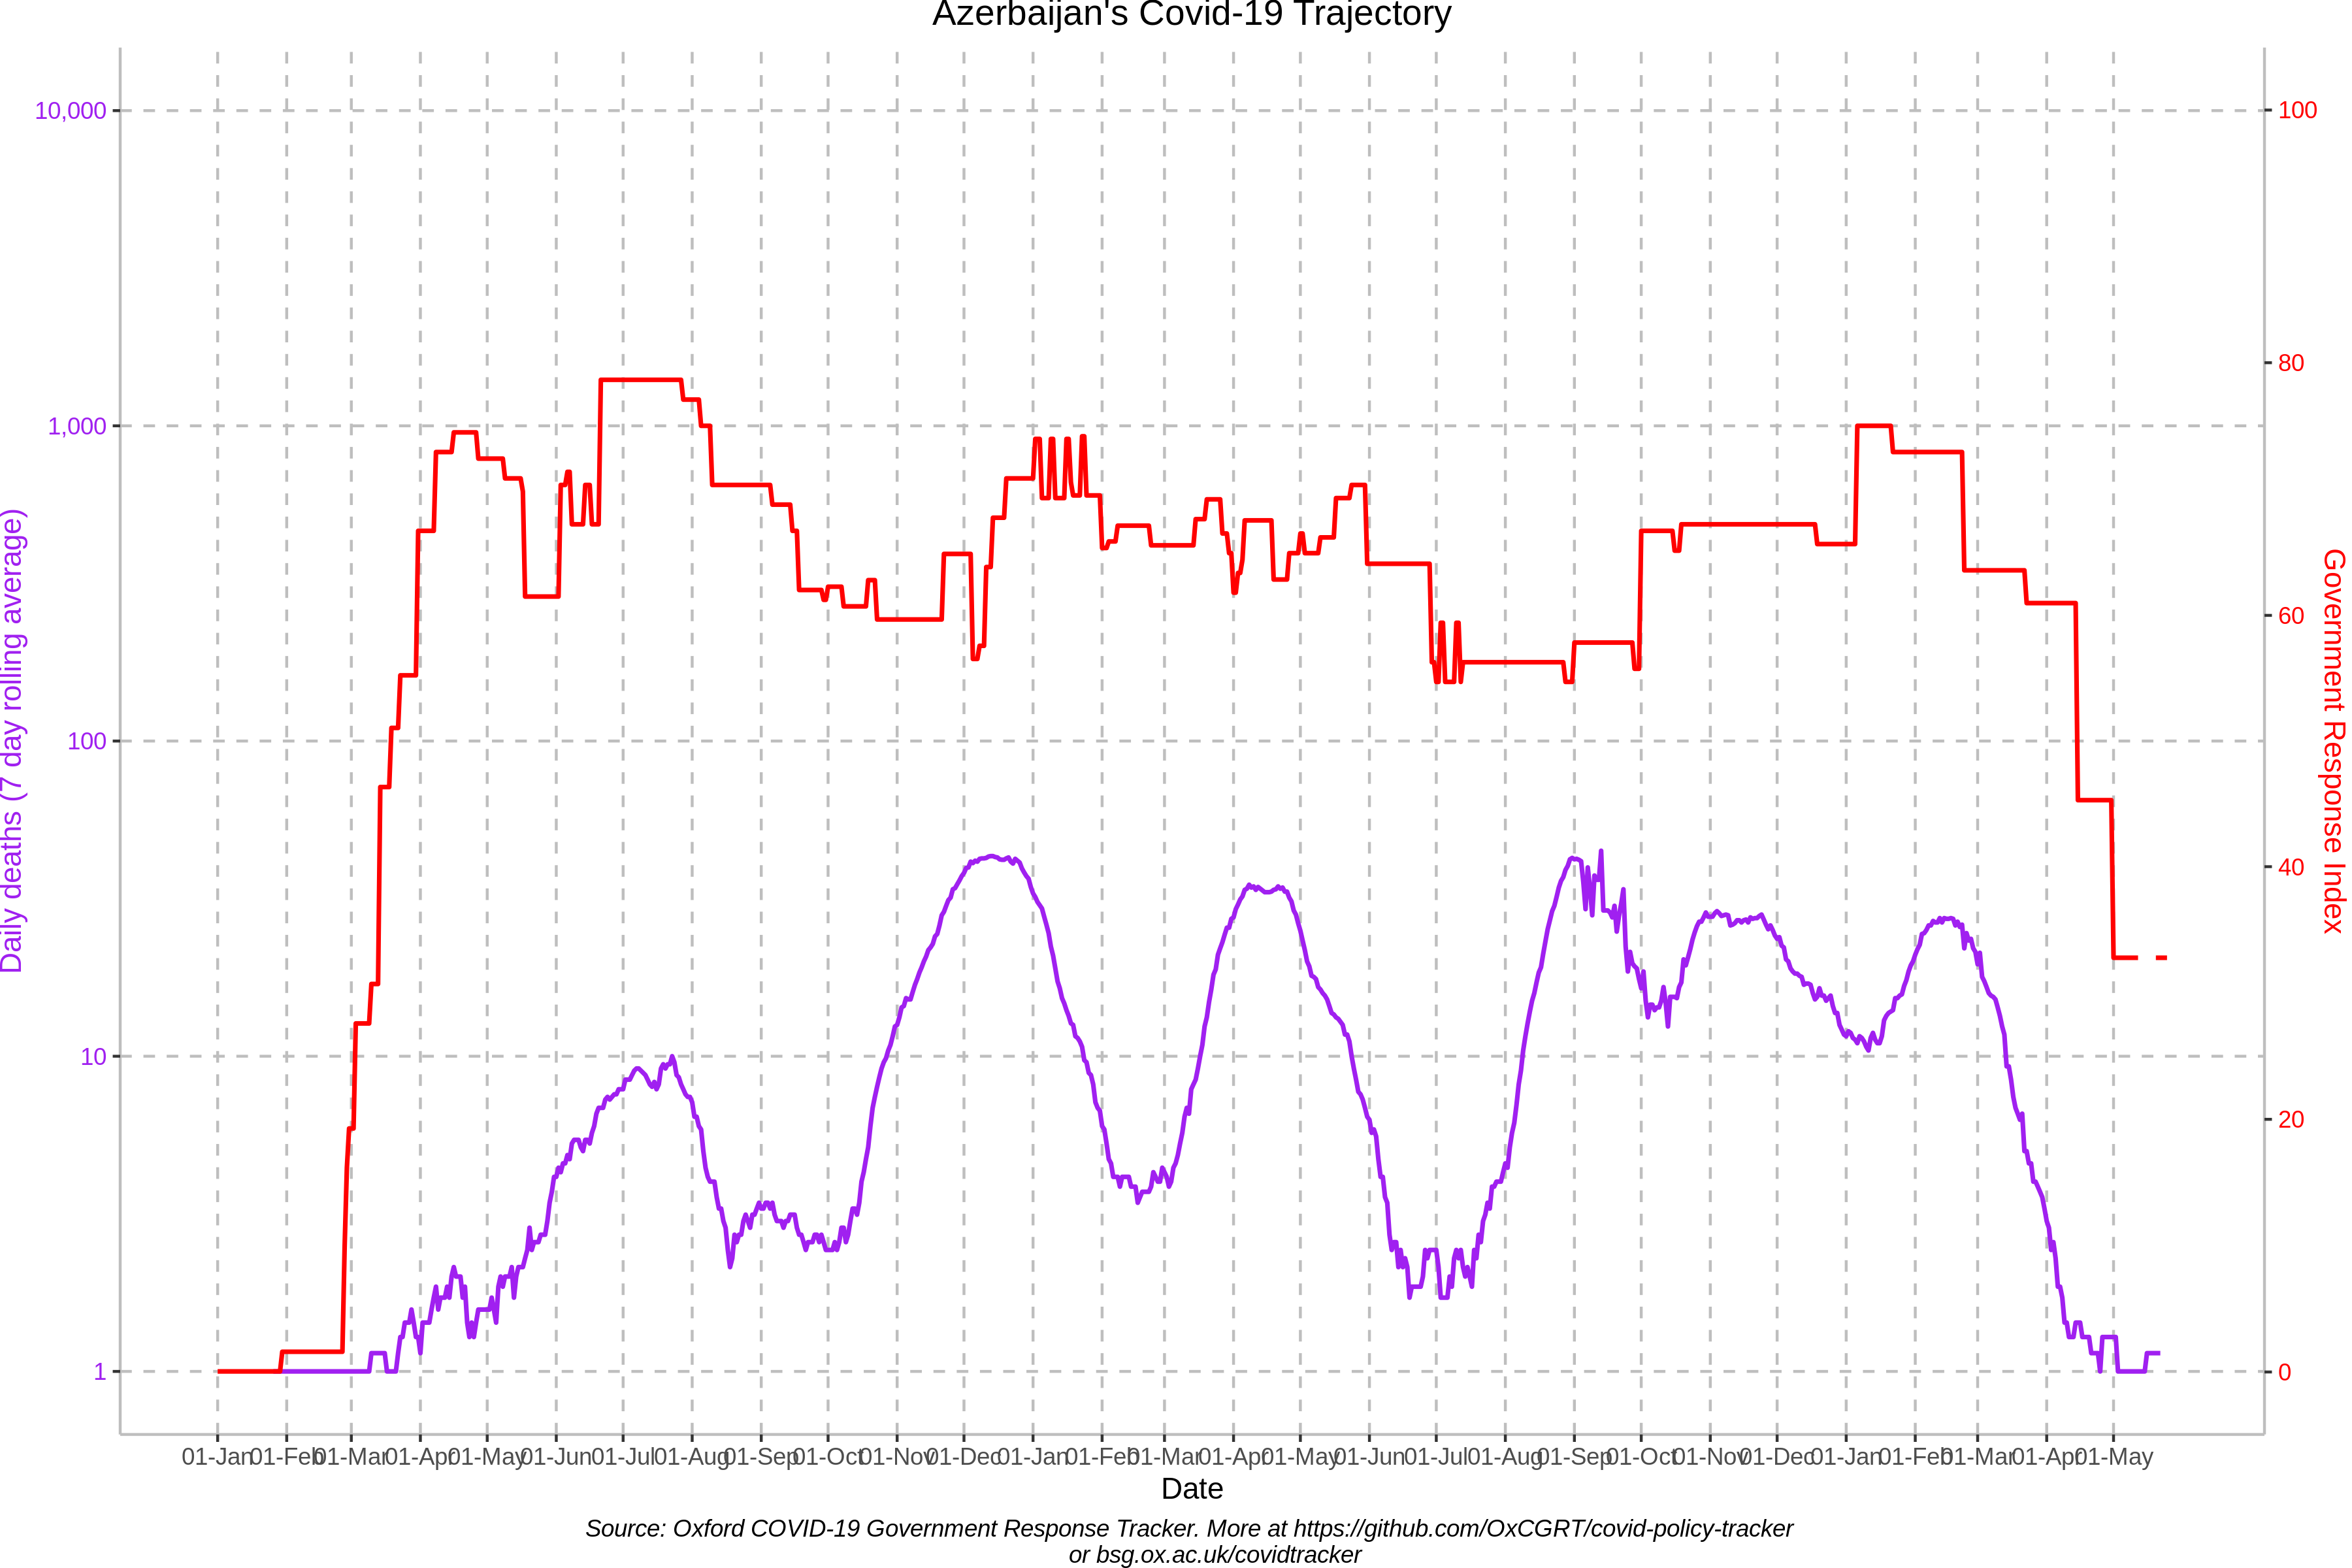 Azerbaijan's Covid-19 Trajectory
10,000
1,000
100
10
1
Daily deaths (7 day rolling average)
100
80
60
40
20
0
Government Response Index
01-Jan 01-Feb 01-Mar 01-Apr 01-May 01-Jun 01-Jul 01-Aug 01-Sep 01-Oct 01-Nov 01-Dec 01-Jan 01-Feb 01-Mar 01-Apr 01-May 01-Jun 01-Jul 01-Aug 01-Sep 01-Oct 01-Nov 01-Dec 01-Jan 01-Feb 01-Mar 01-Apr 01-May
Date
Source: Oxford COVID-19 Government Response Tracker. More at https://github.com/OxCGRT/covid-policy-tracker
or bsg.ox.ac.uk/covidtracker